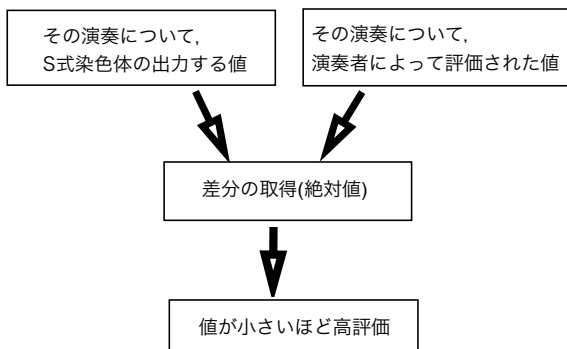 その演奏について,
S式染色体の出力する値
その演奏について,
演奏者によって評価された値
差分の取得(絶対値)
値が小さいほど高評価